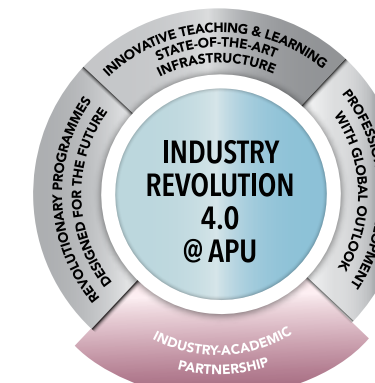 INNOVATIVE TEACHING & LEARNING
STATE-OF-THE-ART
INFRASTRUCTURE
REVOLUTIONARY PROGRAMMES
DESIGNED FOR THE FUTURE
INDUSTRY
REVOLUTION
4.0
@ APU
WITH GLOBAL OUTLOOK
INDUSTRY-ACADEMIC
PARTNERSHIP